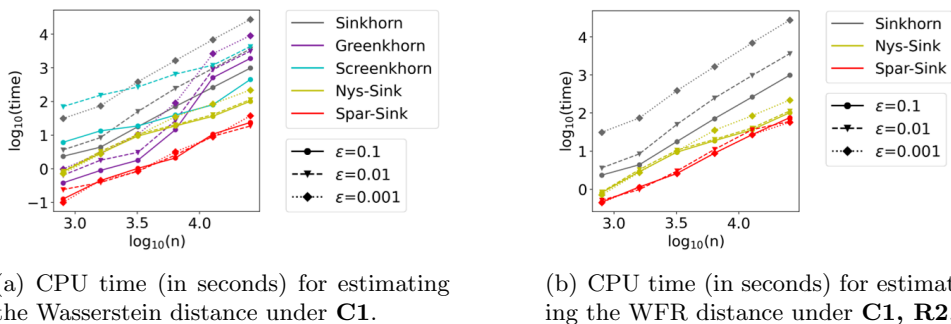 4
3
2
1
0
−1
log₁₀(time)
3.0 3.5 4.0
log₁₀(n)
Sinkhorn
Greenkhorn
Screenkhorn
Nys-Sink
Spar-Sink
ε=0.1
ε=0.01
ε=0.001
4
2
0
log₁₀(time)
3.0 3.5 4.0
log₁₀(n)
Sinkhorn
Nys-Sink
Spar-Sink
ε=0.1
ε=0.01
ε=0.001
a) CPU time (in seconds) for estimating
the Wasserstein distance under C1.
(b) CPU time (in seconds) for estimat
ing the WFR distance under C1, R2